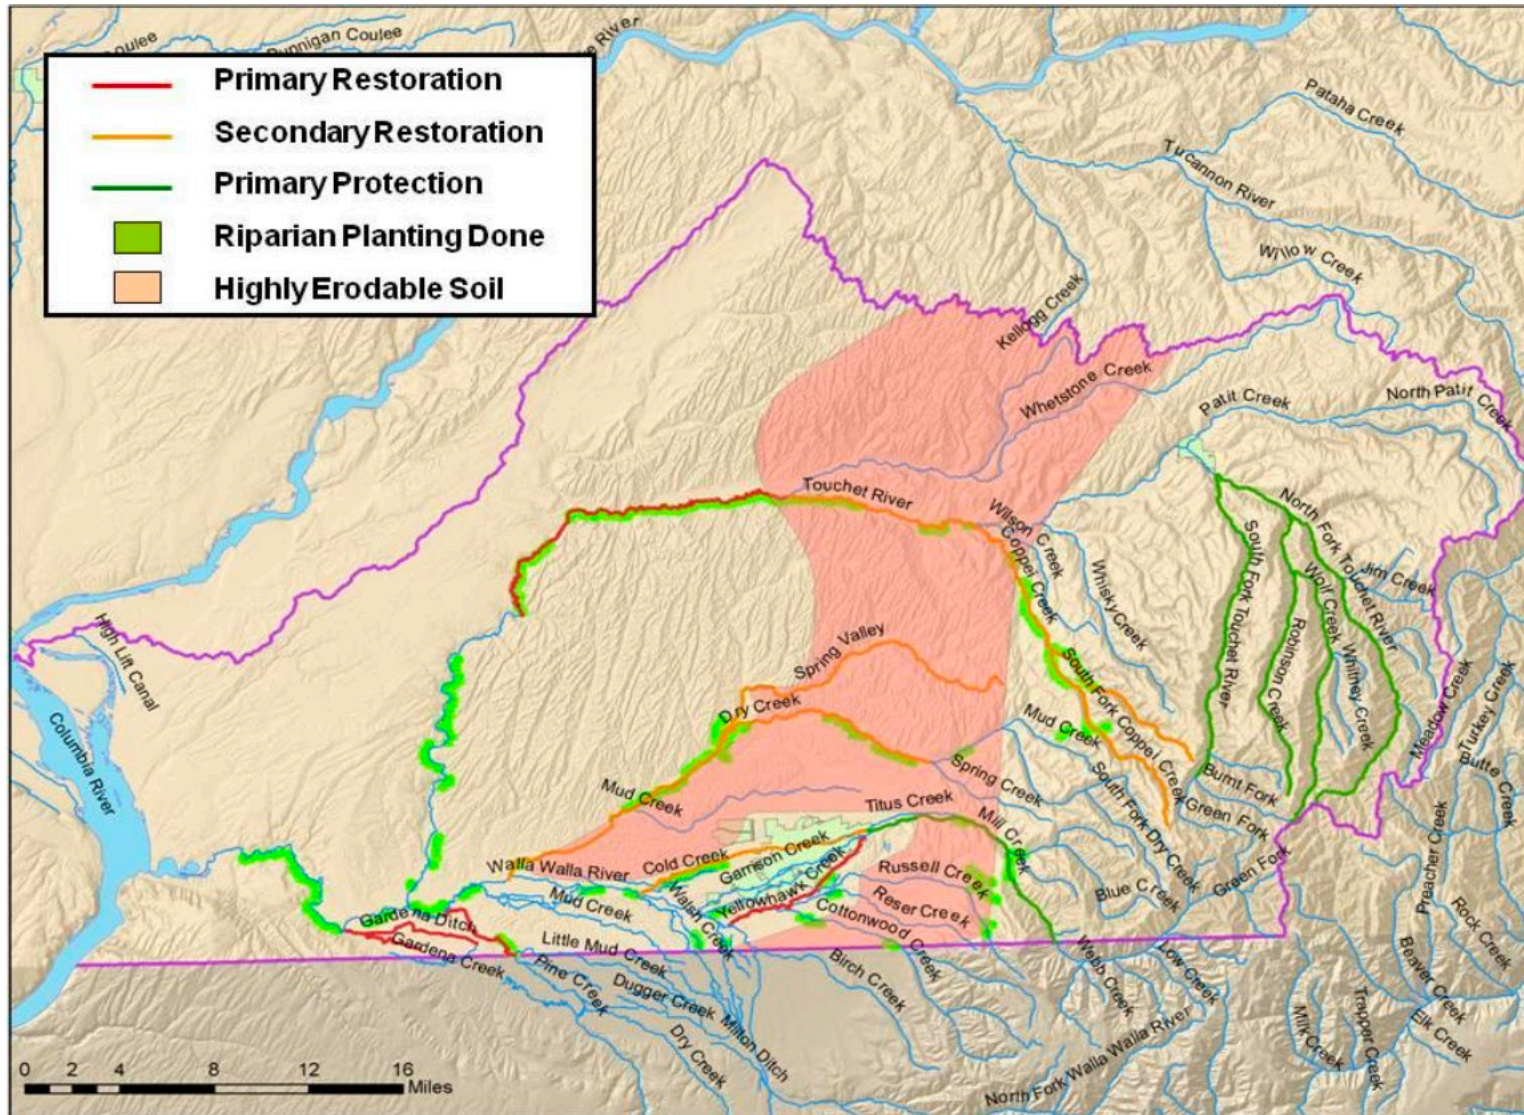 Coulee
Dunnigan Coulee
River
Primary Restoration
Secondary Restoration
Primary Protection
Riparian Planting Done
Highly Erodable Soil
Pataha Creek
Tucannon River
Willow Creek
Kellogg Creek
Whetstone Creek
Patit Creek
North Patit Creek
Touchet River
Wilson Creek
Coppei Creek
Whisky Creek
North Fork Touchet River
South Fork Touchet River
Wolf Creek
Jim Creek
Robinson Creek
Whitney Creek
High Lift Canal
Columbia River
Spring Valley
Dry Creek
South Fork Coppei Creek
Mud Creek
Meadow Creek
Turkey Creek
Butte Creek
Mud Creek
Spring Creek
Burnt Fork
Titus Creek
Mill Creek
South Fork Dry Creek
Green Fork
Walla Walla River
Cold Creek
Garrison Creek
Russell Creek
Green Fork
Preacher Creek
Mud Creek
Walsh Creek
Yellowhawk Creek
Reser Creek
Blue Creek
Rock Creek
Gardena Ditch
Cottonwood Creek
Gardena Creek
Little Mud Creek
Pine Creek
Birch Creek
Webb Creek
Low Creek
Beaver Creek
Dugger Creek
Milton Ditch
Dry Creek
Milk Creek
Trapper Creek
Elk Creek
North Fork Walla Walla River
0 2 4 8 12 16
Miles